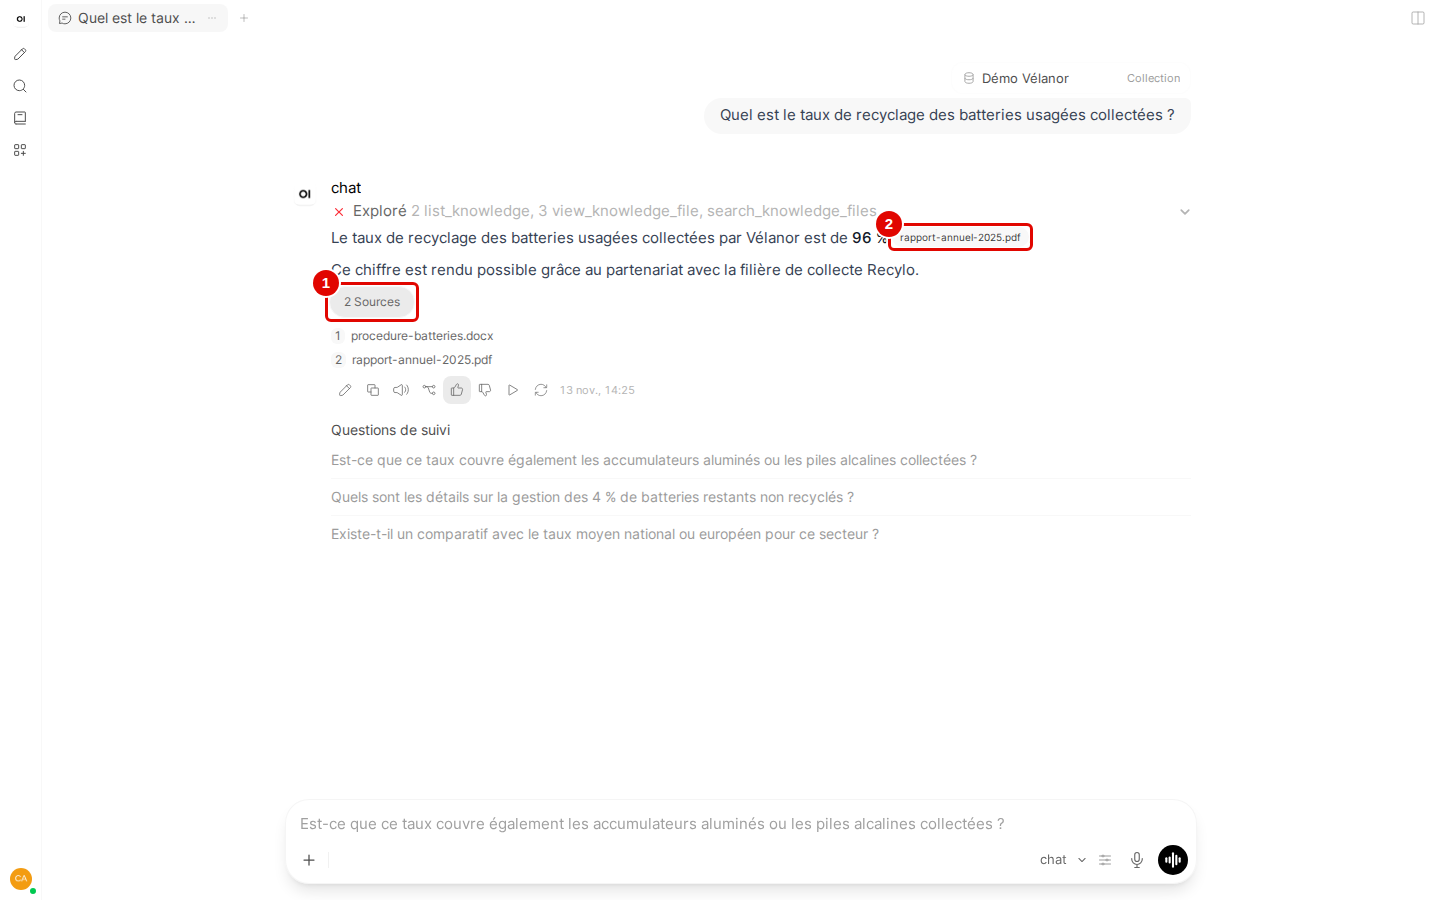 OI
Quel est le taux ...
Démo Vélanor
Collection
Quel est le taux de recyclage des batteries usagées collectées ?
OI
chat
Exploré 2 list_knowledge, 3 view_knowledge_file, search_knowledge_files
2
Le taux de recyclage des batteries usagées collectées par Vélanor est de 96 % rapport-annuel-2025.pdf
Ce chiffre est rendu possible grâce au partenariat avec la filière de collecte Recylo.
1
2 Sources
1 procedure-batteries.docx
2 rapport-annuel-2025.pdf
13 nov., 14:25
Questions de suivi
Est-ce que ce taux couvre également les accumulateurs aluminés ou les piles alcalines collectées ?
Quels sont les détails sur la gestion des 4 % de batteries restants non recyclés ?
Existe-t-il un comparatif avec le taux moyen national ou européen pour ce secteur ?
Est-ce que ce taux couvre également les accumulateurs aluminés ou les piles alcalines collectées ?
chat
CA